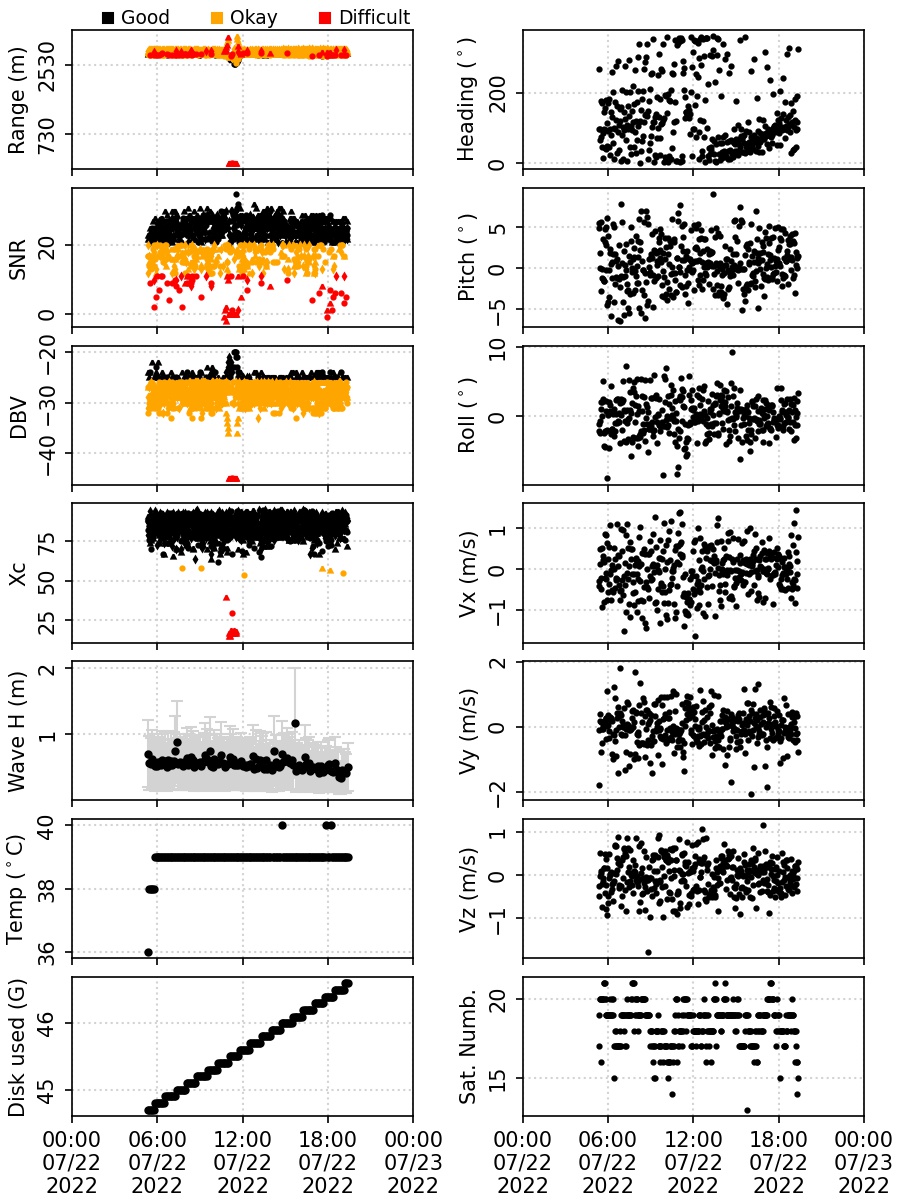 Good Okay Difficult
Range (m)
2530
730
Heading (°)
200
0
SNR
20
0
Pitch (°)
5
0
−5
DBV
−20
−30
−40
Roll (°)
10
0
Xc
75
50
25
Vx (m/s)
1
0
−1
Wave H (m)
2
1
Vy (m/s)
2
0
−2
Temp (°C)
40
38
36
Vz (m/s)
1
0
−1
Disk used (G)
46
45
Sat. Numb.
20
15
00:00 06:00 12:00 18:00 00:00
07/22 07/22 07/22 07/22 07/23
2022 2022 2022 2022 2022
00:00 06:00 12:00 18:00 00:00
07/22 07/22 07/22 07/22 07/23
2022 2022 2022 2022 2022